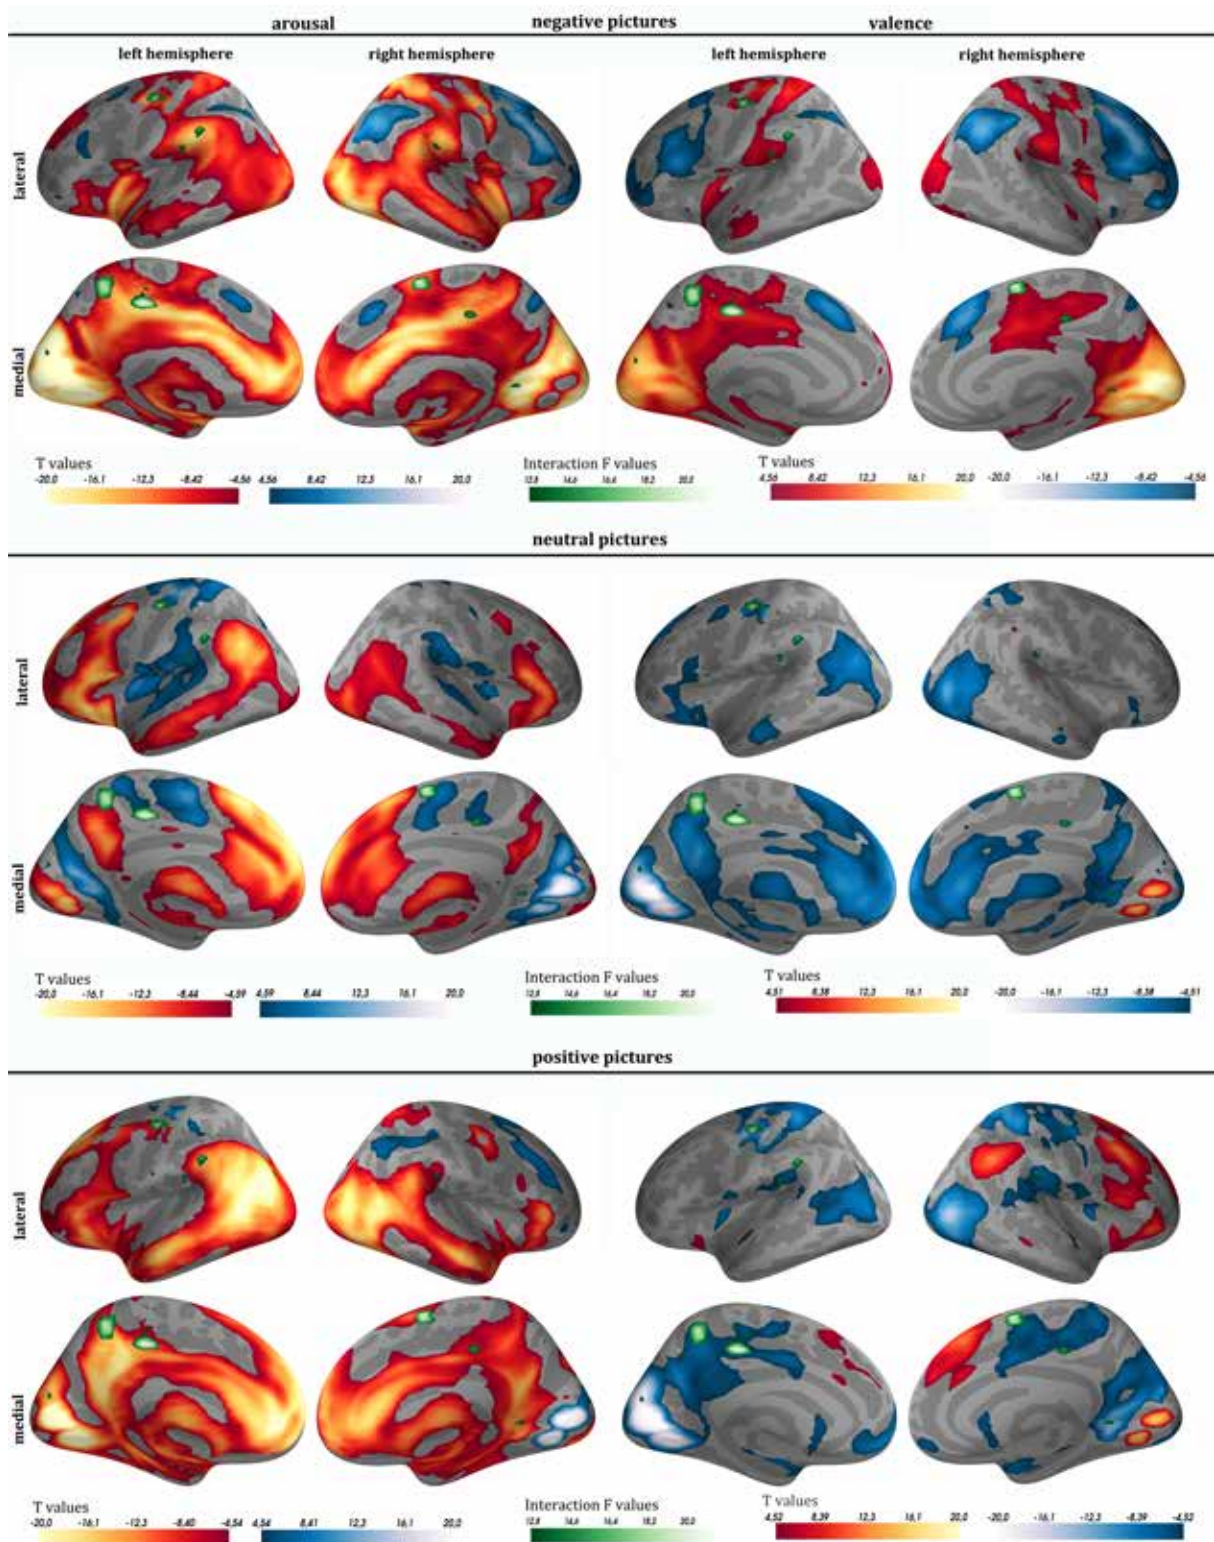 arousal negative pictures valence
left hemisphere right hemisphere left hemisphere right hemisphere
lateral
medial
T values Interaction F values T values
-20,0 -16,1 -12,3 -8,42 -4,56 4,56 8,42 12,3 16,1 20,0 12,8 14,6 16,4 18,2 20,0 4,56 8,42 12,3 16,1 20,0 -20,0 -16,1 -12,3 -8,42 -4,56
neutral pictures
lateral
medial
T values Interaction F values T values
-20,0 -16,1 -12,3 -8,44 -4,59 4,59 8,44 12,3 16,1 20,0 12,8 14,6 16,4 18,2 20,0 4,51 8,38 12,3 16,1 20,0 -20,0 -16,1 -12,3 -8,38 -4,51
positive pictures
lateral
medial
T values Interaction F values T values
-20,0 -16,1 -12,3 -8,40 -4,54 4,54 8,41 12,3 16,1 20,0 12,8 14,6 16,4 18,2 20,0 4,52 8,39 12,3 16,1 20,0 -20,0 -16,1 -12,3 -8,39 -4,52